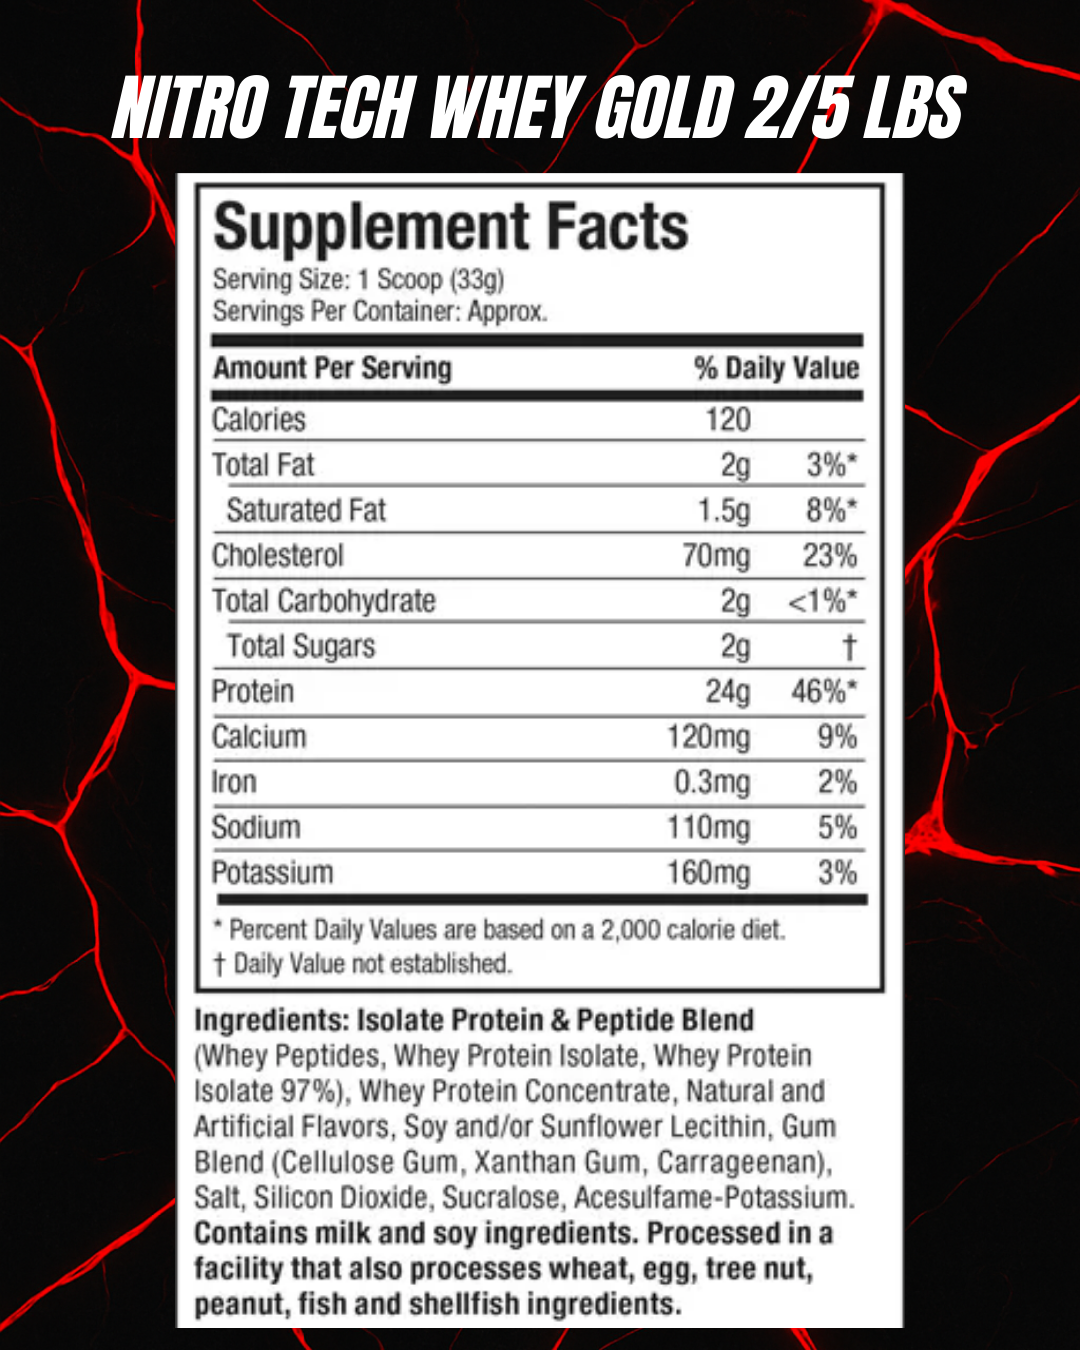 NITRO TECH WHEY GOLD 2/5 LBS
Supplement Facts
Serving Size: 1 Scoop (33g)
Servings Per Container: Approx.
Amount Per Serving % Daily Value
Calories 120
Total Fat 2g 3%*
Saturated Fat 1.5g 8%*
Cholesterol 70mg 23%
Total Carbohydrate 2g <1%*
Total Sugars 2g †
Protein 24g 46%*
Calcium 120mg 9%
Iron 0.3mg 2%
Sodium 110mg 5%
Potassium 160mg 3%
* Percent Daily Values are based on a 2,000 calorie diet.
† Daily Value not established.
Ingredients: Isolate Protein & Peptide Blend
(Whey Peptides, Whey Protein Isolate, Whey Protein
Isolate 97%), Whey Protein Concentrate, Natural and
Artificial Flavors, Soy and/or Sunflower Lecithin, Gum
Blend (Cellulose Gum, Xanthan Gum, Carrageenan),
Salt, Silicon Dioxide, Sucralose, Acesulfame-Potassium.
Contains milk and soy ingredients. Processed in a
facility that also processes wheat, egg, tree nut,
peanut, fish and shellfish ingredients.